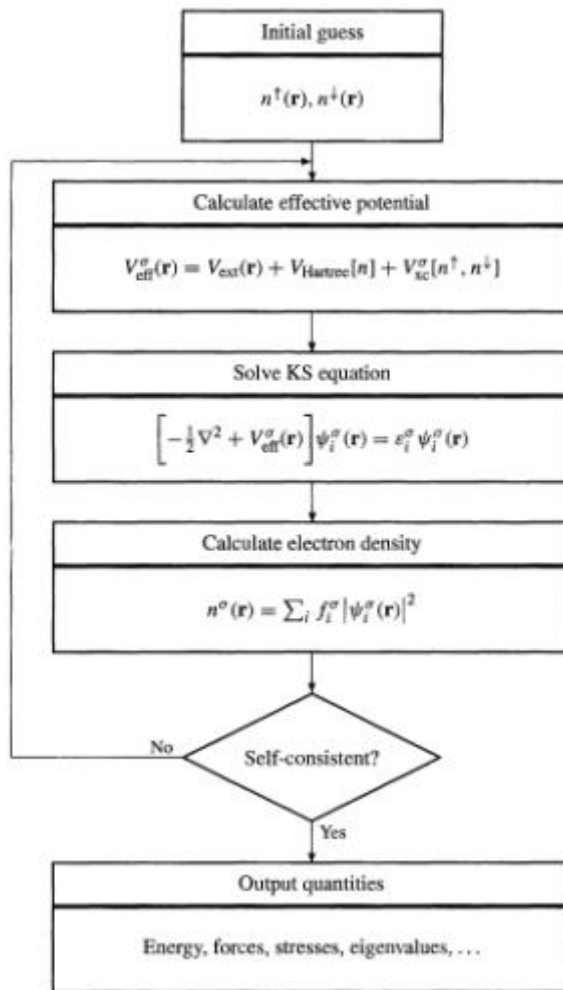 Initial guess
n↑(r), n↓(r)
Calculate effective potential
V^σ_eff(r) = V_ext(r) + V_Hartree[n] + V^σ_xc[n↑, n↓]
Solve KS equation
[−½∇² + V^σ_eff(r)]ψ^σ_i(r) = ε^σ_i ψ^σ_i(r)
Calculate electron density
n^σ(r) = ∑_i f^σ_i |ψ^σ_i(r)|²
No
Self-consistent?
Yes
Output quantities
Energy, forces, stresses, eigenvalues, ...